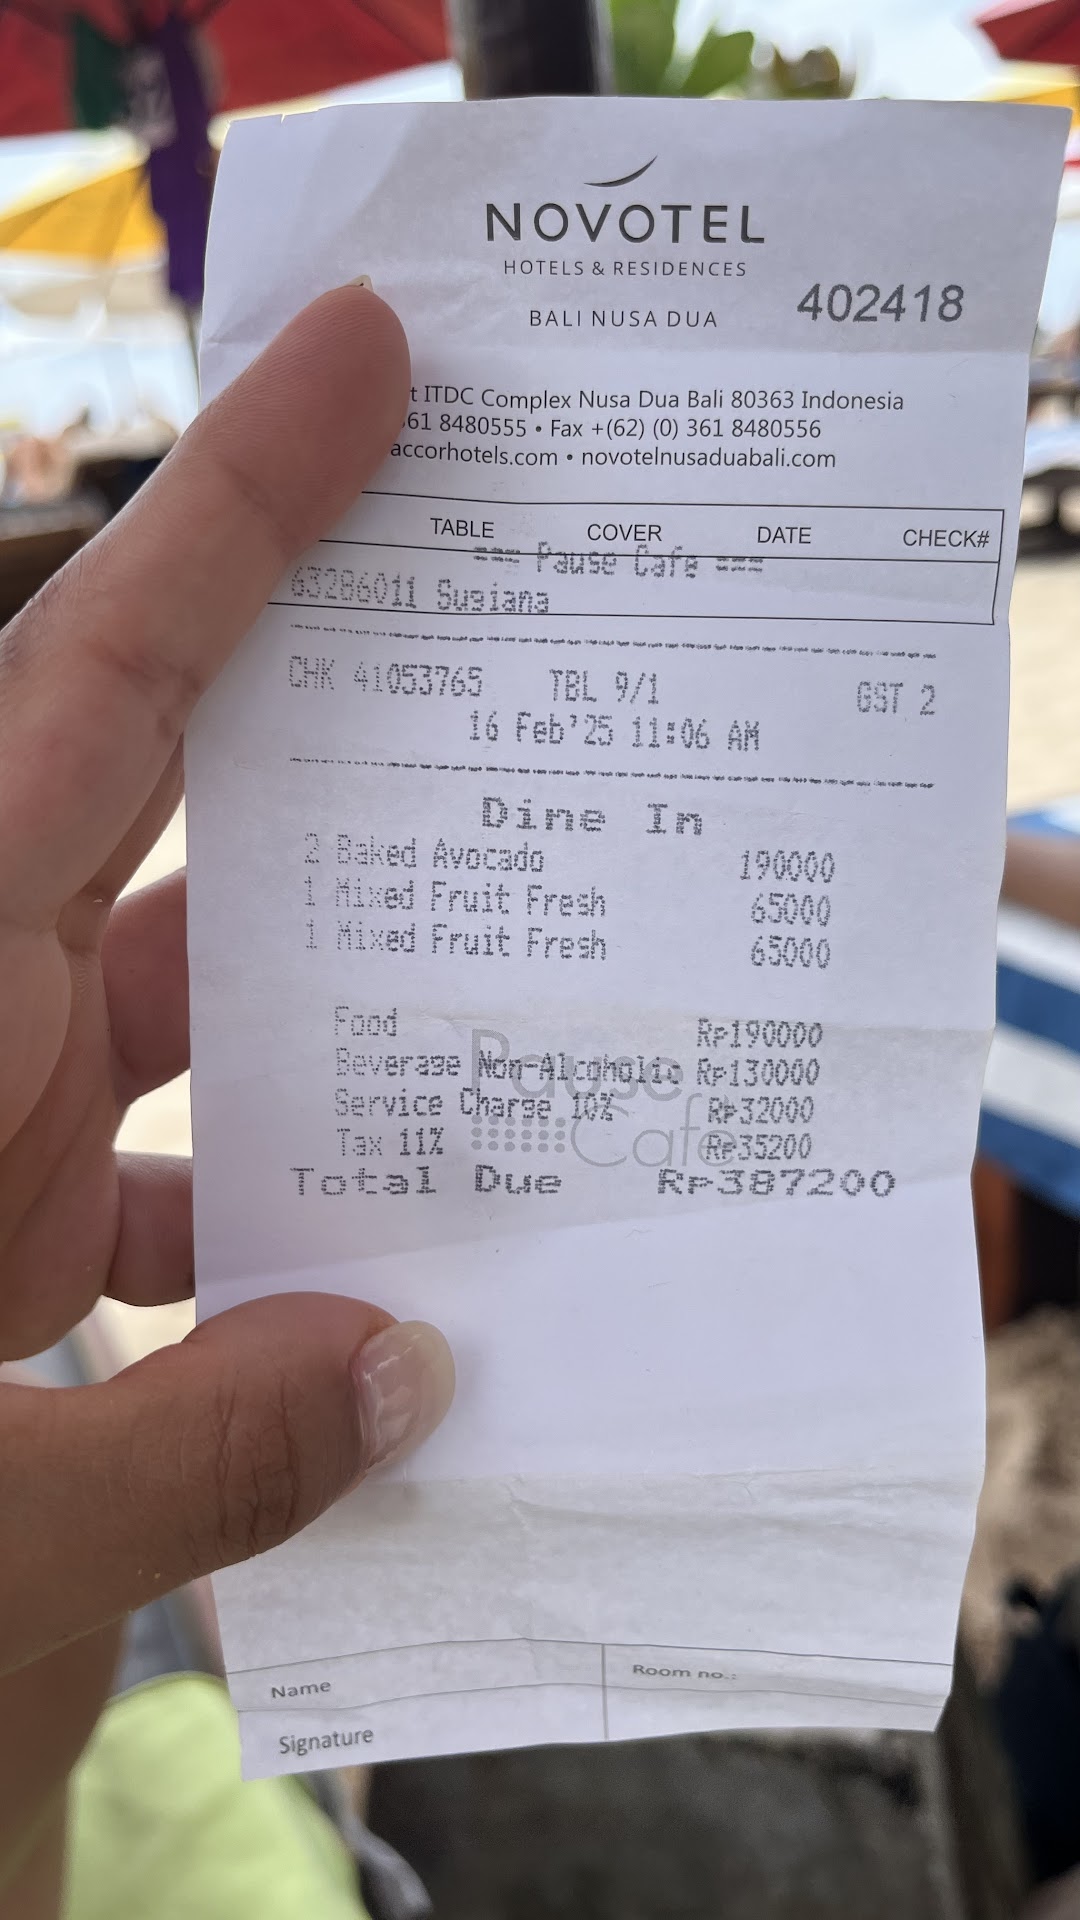 NOVOTEL
HOTELS & RESIDENCES
BALI NUSA DUA
402418
ITDC Complex Nusa Dua Bali 80363 Indonesia
61 8480555 • Fax +(62) (0) 361 8480556
accorhotels.com • novotelnusaduabali.com
TABLE COVER DATE CHECK#
=== Pause Cafe ===
63286011 Susiana
CHK 41053765 TBL 9/1 GST 2
16 Feb'25 11:06 AM
Dine In
2 Baked Avocado 190000
1 Mixed Fruit Fresh 65000
1 Mixed Fruit Fresh 65000
Food Rp190000
Beverage Non-Alcoholic Rp130000
Service Charge 10% Rp32000
Tax 11% Rp35200
Total Due Rp387200
Pause
Cafe
Name
Room no.:
Signature